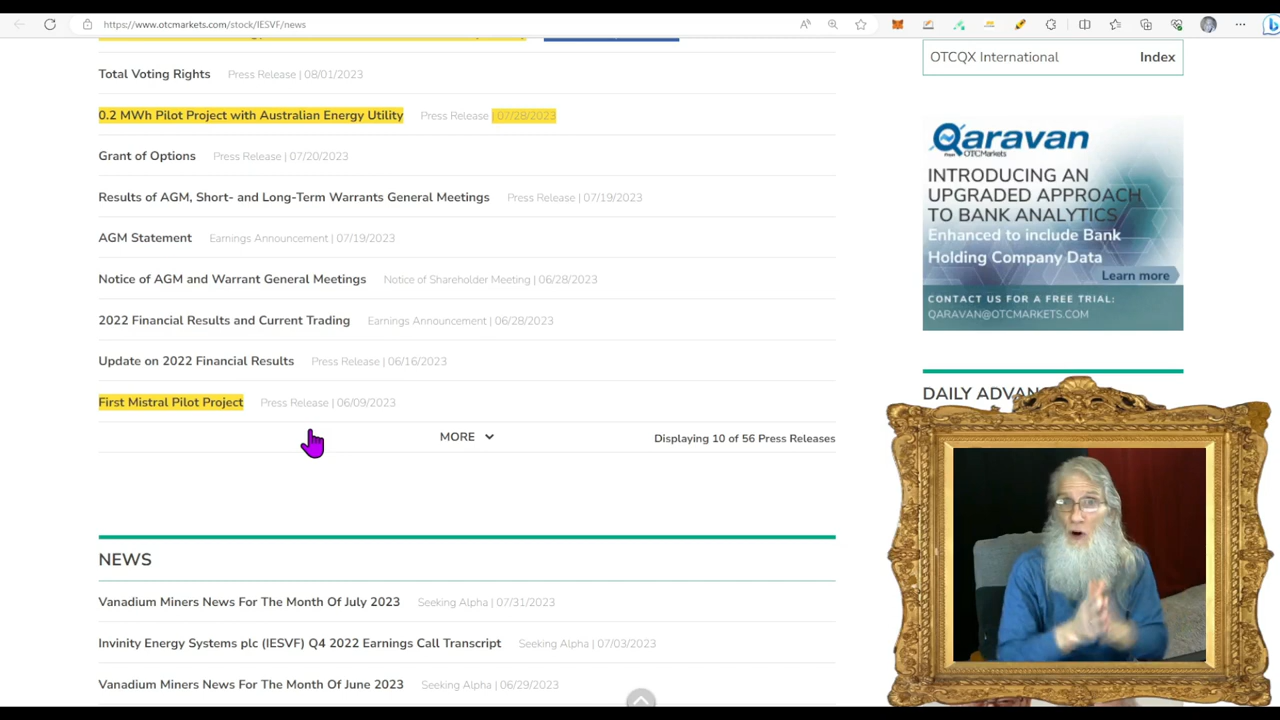 https://www.otcmarkets.com/stock/IESVF/news
OTCQX International Index
Total Voting Rights Press Release | 08/01/2023
0.2 MWh Pilot Project with Australian Energy Utility Press Release | 07/28/2023
Grant of Options Press Release | 07/20/2023
Results of AGM, Short- and Long-Term Warrants General Meetings Press Release | 07/19/2023
AGM Statement Earnings Announcement | 07/19/2023
Notice of AGM and Warrant General Meetings Notice of Shareholder Meeting | 06/28/2023
2022 Financial Results and Current Trading Earnings Announcement | 06/28/2023
Update on 2022 Financial Results Press Release | 06/16/2023
First Mistral Pilot Project Press Release | 06/09/2023
MORE
Displaying 10 of 56 Press Releases
Qaravan
From OTCMarkets
INTRODUCING AN
UPGRADED APPROACH
TO BANK ANALYTICS
Enhanced to include Bank
Holding Company Data
Learn more
CONTACT US FOR A FREE TRIAL:
QARAVAN@OTCMARKETS.COM
NEWS
Vanadium Miners News For The Month Of July 2023 Seeking Alpha | 07/31/2023
Invinity Energy Systems plc (IESVF) Q4 2022 Earnings Call Transcript Seeking Alpha | 07/03/2023
Vanadium Miners News For The Month Of June 2023 Seeking Alpha | 06/29/2023
DAILY